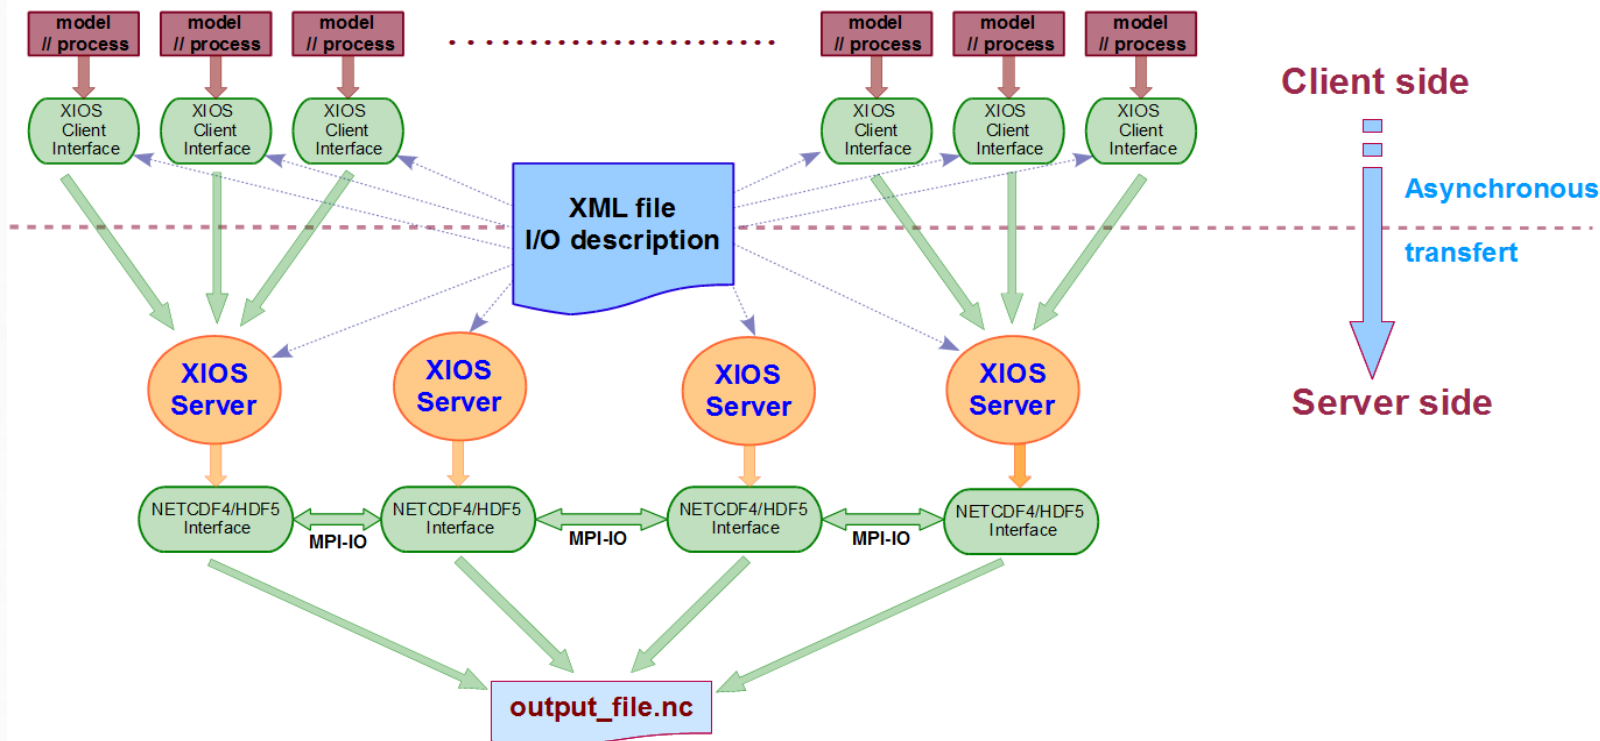 model
// process
model
// process
model
// process
model
// process
model
// process
model
// process
XIOS
Client
Interface
XIOS
Client
Interface
XIOS
Client
Interface
XIOS
Client
Interface
XIOS
Client
Interface
XIOS
Client
Interface
Client side
XML file
I/O description
Asynchronous
transfert
XIOS
Server
XIOS
Server
XIOS
Server
XIOS
Server
Server side
NETCDF4/HDF5
Interface
MPI-IO
NETCDF4/HDF5
Interface
MPI-IO
NETCDF4/HDF5
Interface
MPI-IO
NETCDF4/HDF5
Interface
output_file.nc